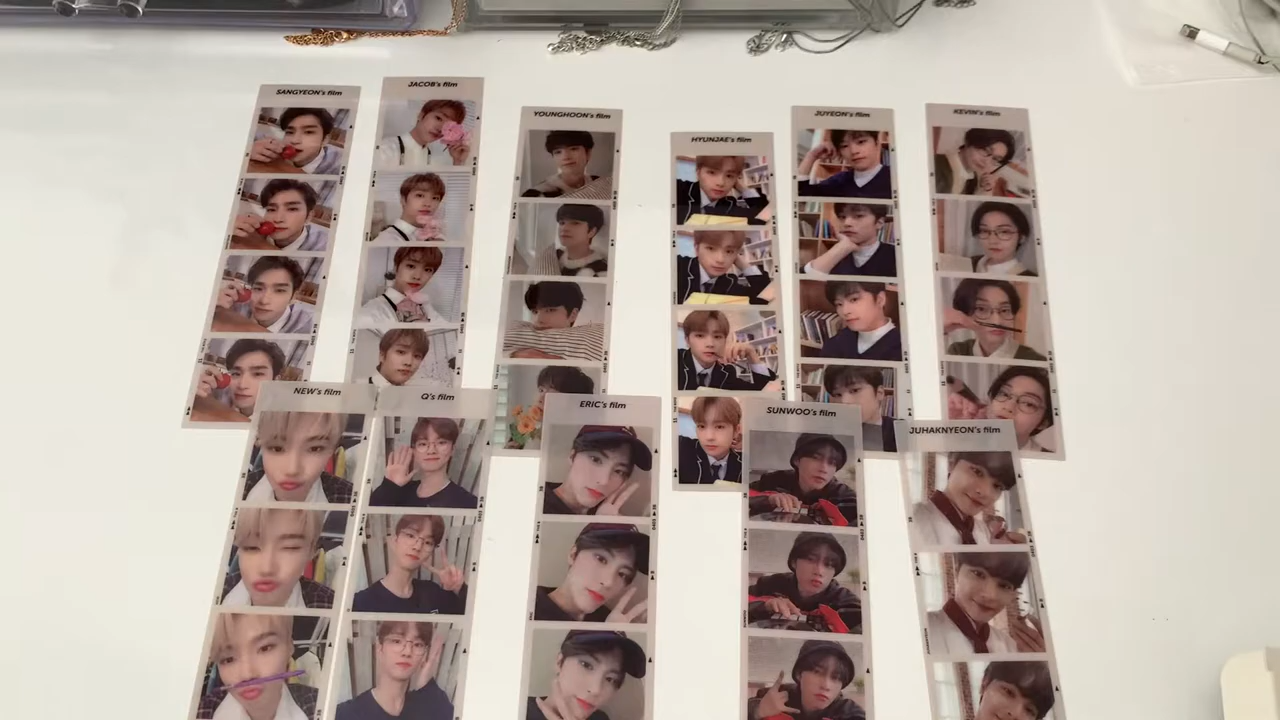 SANGYEON's film
JACOB's film
YOUNGHOON's film
HYUNJAE's film
JUYEON's film
KEVIN's film
NEW's film
Q's film
ERIC's film
SUNWOO's film
JUHAKNYEON's film